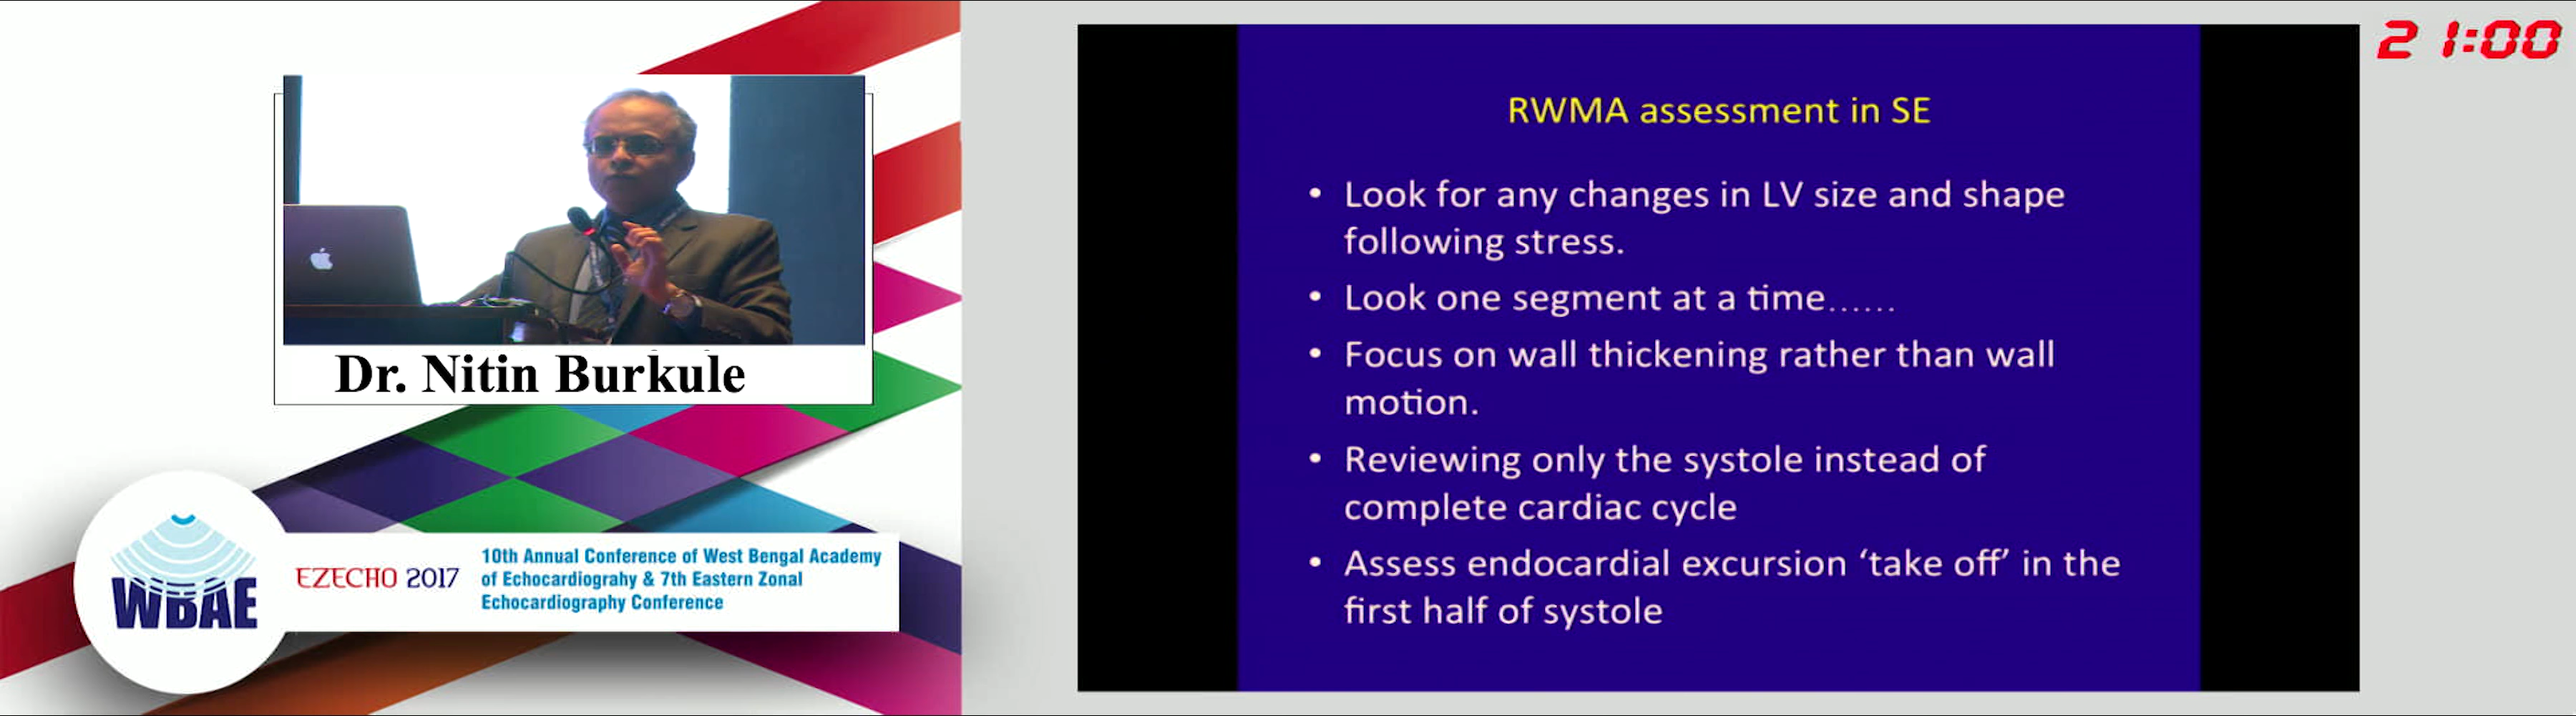 21:00
Dr. Nitin Burkule
WBAE
EZECHO 2017
10th Annual Conference of West Bengal Academy
of Echocardiograhy & 7th Eastern Zonal
Echocardiography Conference
RWMA assessment in SE
• Look for any changes in LV size and shape
following stress.
• Look one segment at a time......
• Focus on wall thickening rather than wall
motion.
• Reviewing only the systole instead of
complete cardiac cycle
• Assess endocardial excursion ‘take off’ in the
first half of systole